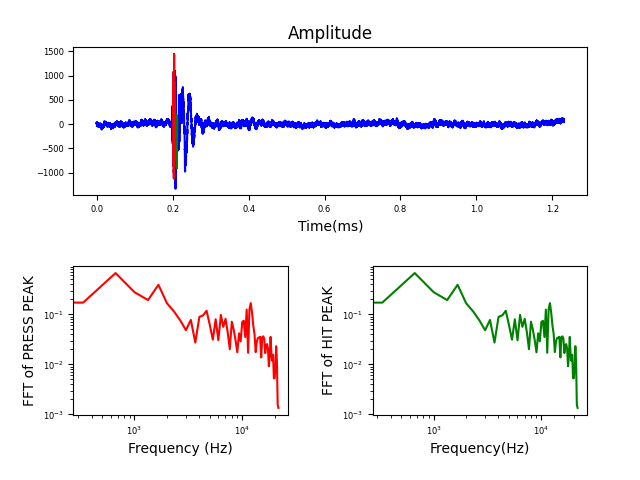 Amplitude
1500
1000
500
0
−500
−1000
0.0 0.2 0.4 0.6 0.8 1.0 1.2
Time(ms)
FFT of PRESS PEAK
10⁻¹
10⁻²
10⁻³
10³ 10⁴
Frequency (Hz)
FFT of HIT PEAK
10⁻¹
10⁻²
10⁻³
10³ 10⁴
Frequency(Hz)